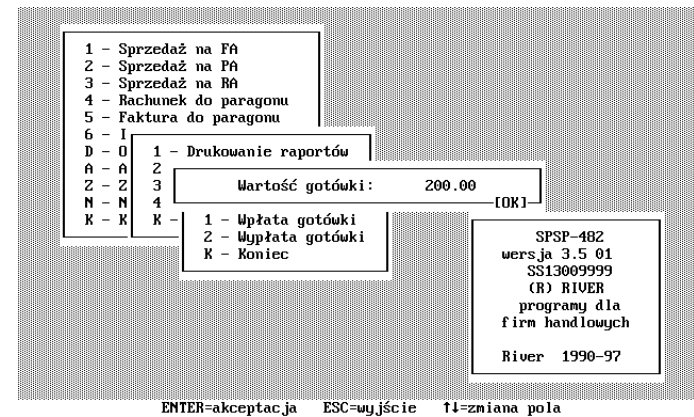 1 - Sprzedaż na FA
2 - Sprzedaż na PA
3 - Sprzedaż na RA
4 - Rachunek do paragonu
5 - Faktura do paragonu
6 - I
D - O
A - A
Z - Z
N - N
K - K
1 - Drukowanie raportów
2
3
4
K -
Wartość gotówki: 200.00
[OK]
1 - Wpłata gotówki
2 - Wypłata gotówki
K - Koniec
SPSP-482
wersja 3.5 01
SS13009999
(R) RIVER
programy dla
firm handlowych
River 1990-97
ENTER=akceptacja ESC=wyjście ↑↓=zmiana pola